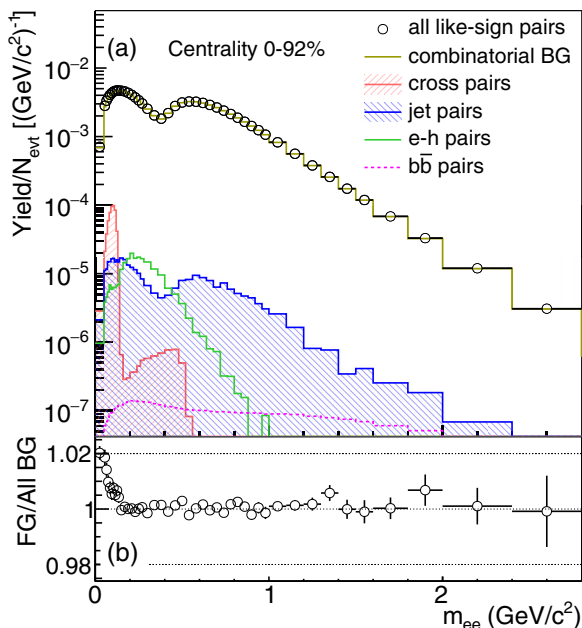 (a)
Centrality 0-92%
all like-sign pairs
combinatorial BG
cross pairs
jet pairs
e-h pairs
bb̅ pairs
Yield/N_evt [(GeV/c²)⁻¹]
10⁻²
10⁻³
10⁻⁴
10⁻⁵
10⁻⁶
10⁻⁷
FG/All BG
1.02
1
0.98
(b)
0 1 2
m_ee (GeV/c²)